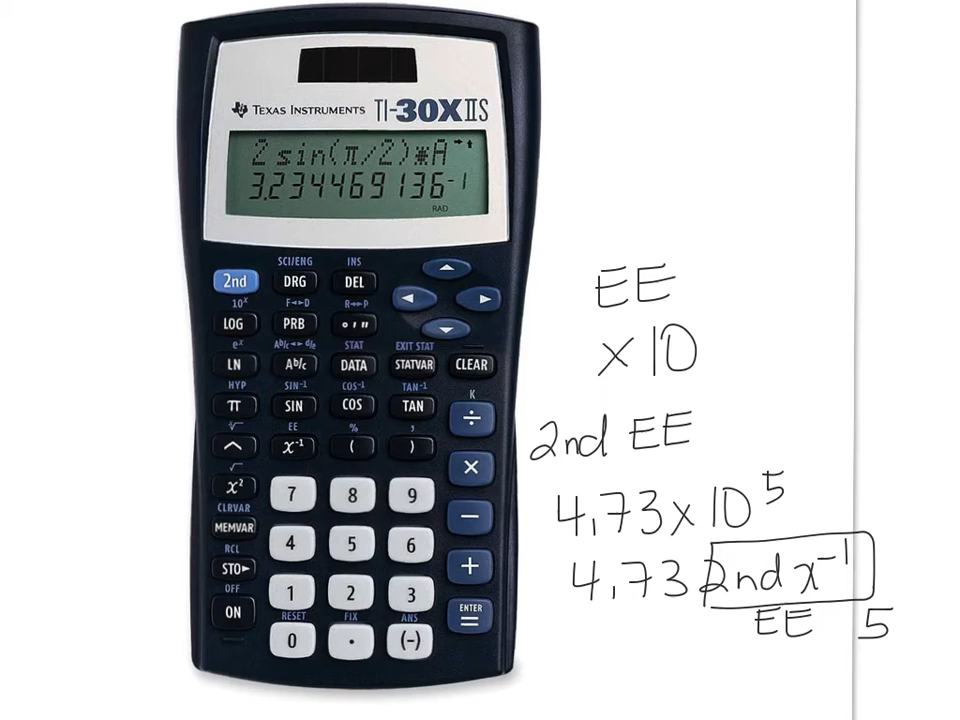 TEXAS INSTRUMENTS TI-30X IIS
2 sin(π/2)*A
3.234469136⁻¹
RAD
SCI/ENG INS
2nd DRG DEL
10ˣ F◄►D R◄►P
LOG PRB ° ' "
eˣ Ab/c◄►d/e STAT EXIT STAT
LN Ab/c DATA STATVAR CLEAR
HYP SIN⁻¹ COS⁻¹ TAN⁻¹ K
π SIN COS TAN ÷
ˣ√ EE % ,
^ x⁻¹ ( ) ×
√
x² 7 8 9 −
CLRVAR
MEMVAR 4 5 6
RCL
STO► 1 2 3 +
OFF RESET FIX ANS ENTER
ON 0 . (−) =
EE
×10
2nd EE
4.73×10⁵
4.73 2nd x⁻¹
EE 5